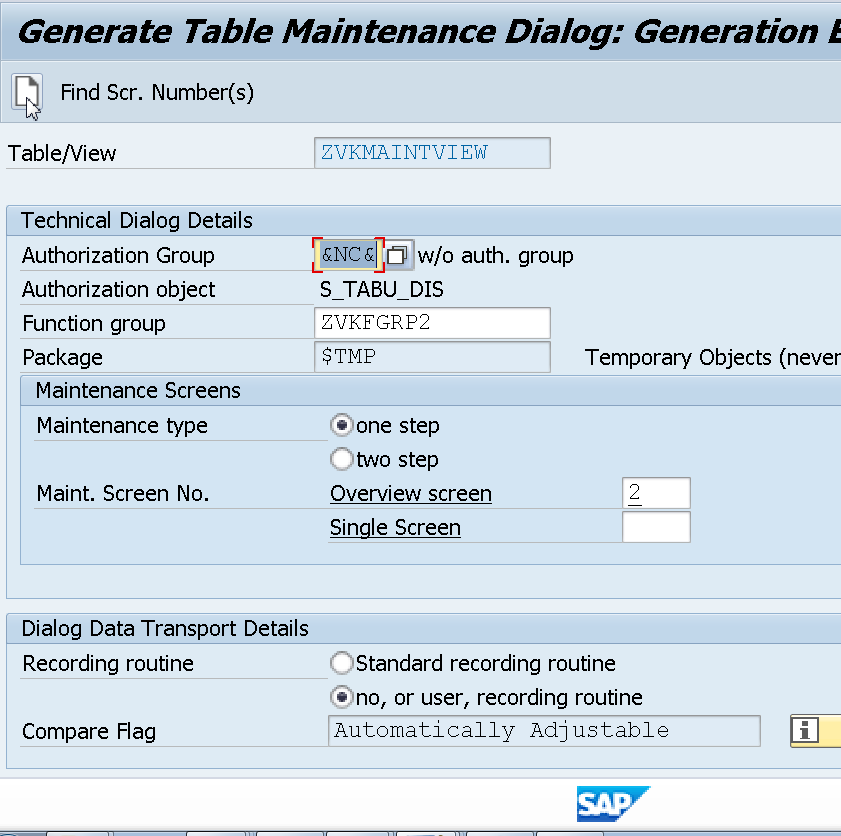 Generate Table Maintenance Dialog: Generation
Find Scr. Number(s)
Table/View ZVKMAINTVIEW
Technical Dialog Details
Authorization Group &NC& w/o auth. group
Authorization object S_TABU_DIS
Function group ZVKFGRP2
Package $TMP Temporary Objects (never
Maintenance Screens
Maintenance type one step
two step
Maint. Screen No. Overview screen 2
Single Screen
Dialog Data Transport Details
Recording routine Standard recording routine
no, or user, recording routine
Compare Flag Automatically Adjustable
SAP